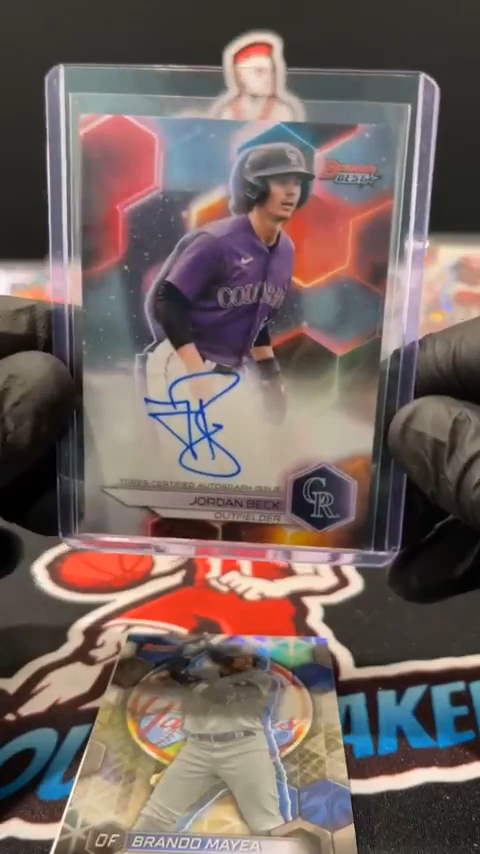 BOWMAN'S
BEST
COLORADO
TOPPS CERTIFIED AUTOGRAPH ISSUE
JORDAN BECK
OUTFIELDER
CR
OF BRANDO MAYEA